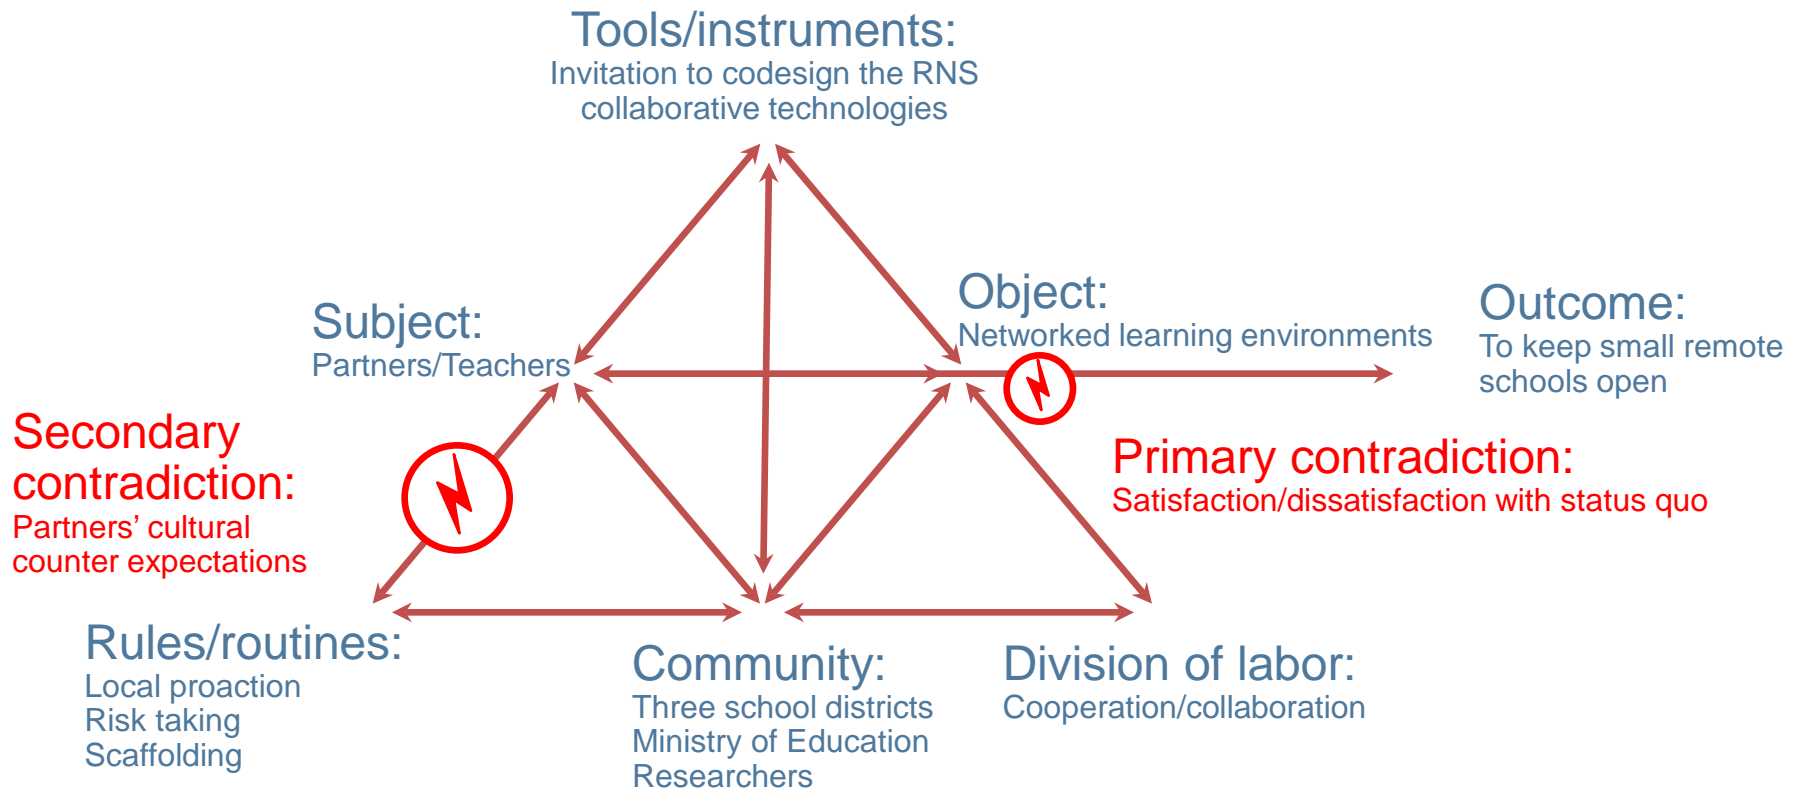 Tools/instruments:
Invitation to codesign the RNS
collaborative technologies
Subject:
Partners/Teachers
Object:
Networked learning environments
Outcome:
To keep small remote
schools open
Secondary
contradiction:
Partners’ cultural
counter expectations
Primary contradiction:
Satisfaction/dissatisfaction with status quo
Rules/routines:
Local proaction
Risk taking
Scaffolding
Community:
Three school districts
Ministry of Education
Researchers
Division of labor:
Cooperation/collaboration